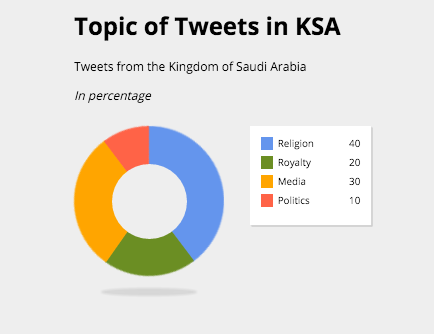 Topic of Tweets in KSA
Tweets from the Kingdom of Saudi Arabia
In percentage
Religion 40
Royalty 20
Media 30
Politics 10